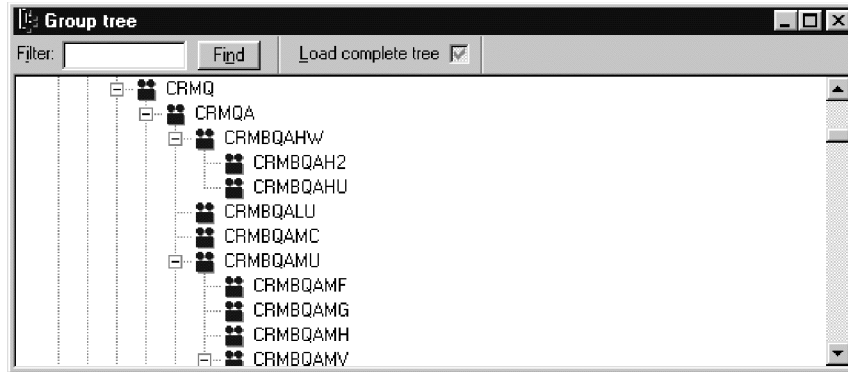 Group tree
Filter: Find Load complete tree
CRMQ
CRMQA
CRMBQAHW
CRMBQAH2
CRMBQAHU
CRMBQALU
CRMBQAMC
CRMBQAMU
CRMBQAMF
CRMBQAMG
CRMBQAMH
CRMBQAMV